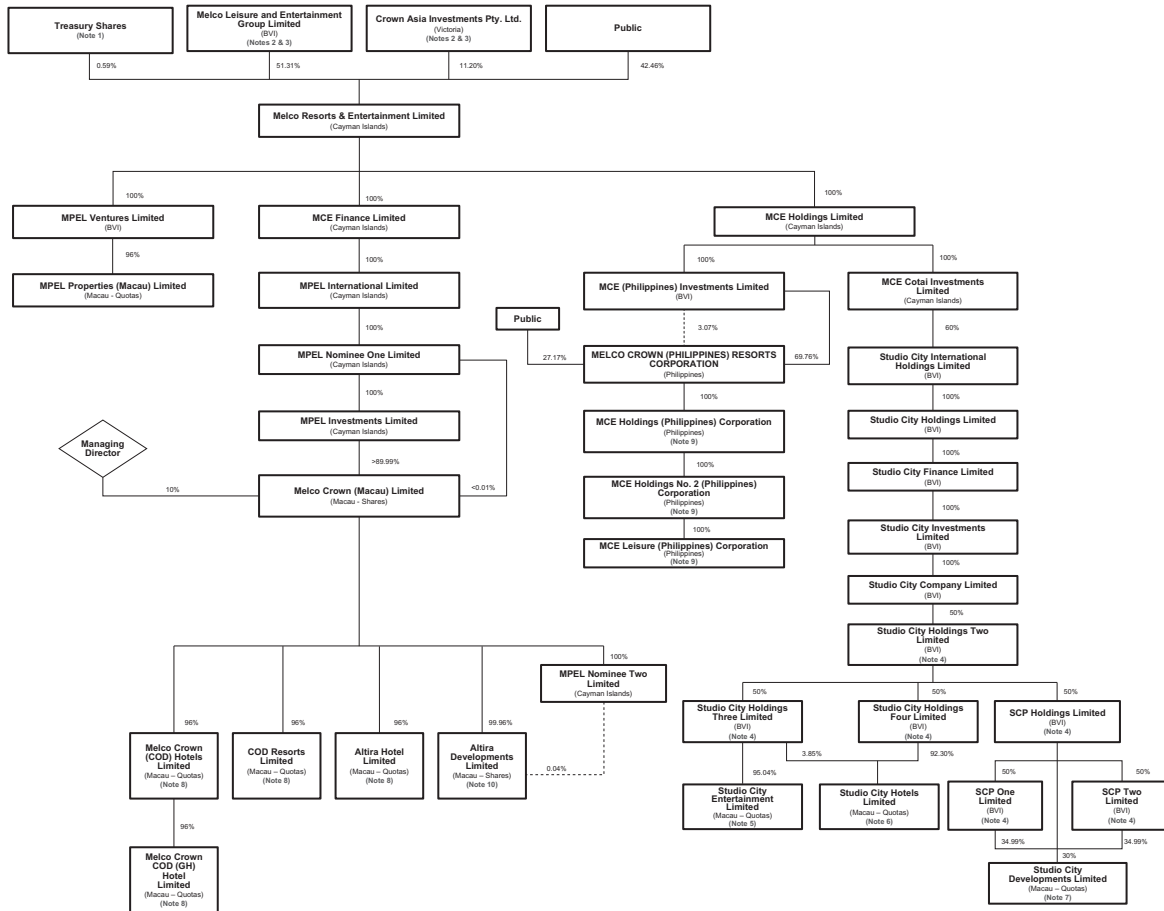 Treasury Shares
(Note 1)
Melco Leisure and Entertainment
Group Limited
(BVI)
(Notes 2 & 3)
Crown Asia Investments Pty. Ltd.
(Victoria)
(Notes 2 & 3)
Public
0.59%
51.31%
11.20%
42.46%
Melco Resorts & Entertainment Limited
(Cayman Islands)
100%
100%
100%
MPEL Ventures Limited
(BVI)
MCE Finance Limited
(Cayman Islands)
MCE Holdings Limited
(Cayman Islands)
96%
100%
100%
100%
MPEL Properties (Macau) Limited
(Macau - Quotas)
MPEL International Limited
(Cayman Islands)
MCE (Philippines) Investments Limited
(BVI)
MCE Cotai Investments
Limited
(Cayman Islands)
Public
100%
3.07%
60%
27.17%
69.76%
MPEL Nominee One Limited
(Cayman Islands)
MELCO CROWN (PHILIPPINES) RESORTS
CORPORATION
(Philippines)
Studio City International
Holdings Limited
(BVI)
100%
100%
100%
MPEL Investments Limited
(Cayman Islands)
MCE Holdings (Philippines) Corporation
(Philippines)
(Note 9)
Studio City Holdings Limited
(BVI)
Managing
Director
>89.99%
100%
100%
10%
<0.01%
Melco Crown (Macau) Limited
(Macau - Shares)
MCE Holdings No. 2 (Philippines)
Corporation
(Philippines)
(Note 9)
Studio City Finance Limited
(BVI)
100%
100%
MCE Leisure (Philippines) Corporation
(Philippines)
(Note 9)
Studio City Investments
Limited
(BVI)
100%
Studio City Company Limited
(BVI)
50%
Studio City Holdings Two
Limited
(BVI)
(Note 4)
100%
MPEL Nominee Two
Limited
(Cayman Islands)
50%
50%
50%
96%
96%
96%
99.96%
Studio City Holdings
Three Limited
(BVI)
(Note 4)
Studio City Holdings
Four Limited
(BVI)
(Note 4)
SCP Holdings Limited
(BVI)
(Note 4)
Melco Crown
(COD) Hotels
Limited
(Macau – Quotas)
(Note 8)
COD Resorts
Limited
(Macau – Quotas)
(Note 8)
Altira Hotel
Limited
(Macau – Quotas)
(Note 8)
Altira
Developments
Limited
(Macau – Shares)
(Note 10)
0.04%
3.85%
92.30%
95.04%
50%
50%
Studio City
Entertainment
Limited
(Macau – Quotas)
(Note 5)
Studio City Hotels
Limited
(Macau – Quotas)
(Note 6)
SCP One
Limited
(BVI)
(Note 4)
SCP Two
Limited
(BVI)
(Note 4)
96%
34.99%
34.99%
30%
Melco Crown
COD (GH)
Hotel
Limited
(Macau – Quotas)
(Note 8)
Studio City
Developments Limited
(Macau – Quotas)
(Note 7)